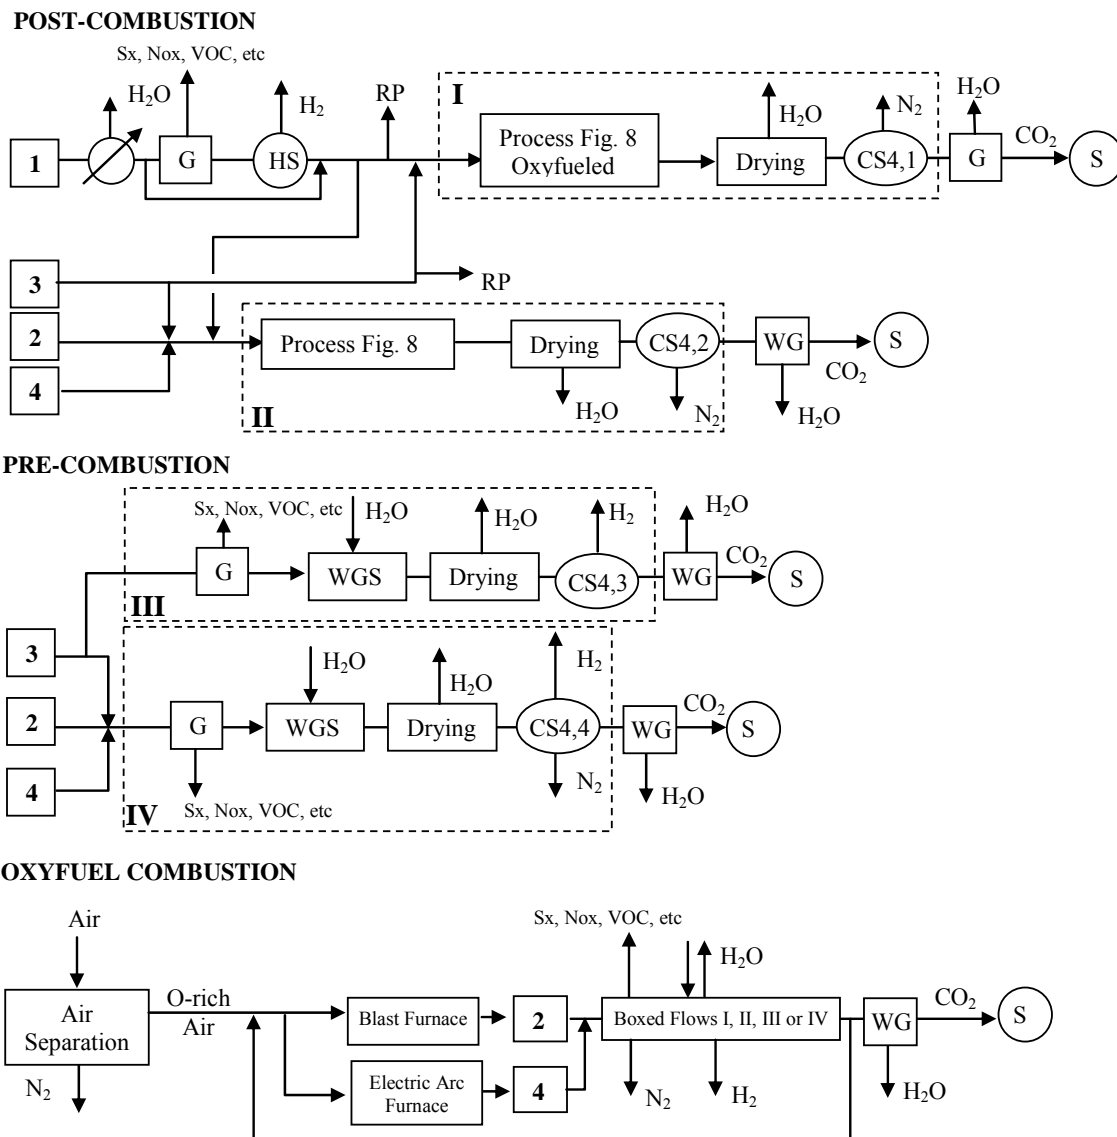 POST-COMBUSTION
Sx, Nox, VOC, etc
H₂O
H₂
RP
I
H₂O
N₂
H₂O
1
G
HS
Process Fig. 8
Oxyfueled
Drying
CS4,1
G
CO₂
S
3
RP
2
Process Fig. 8
Drying
CS4,2
WG
CO₂
S
4
II
H₂O
N₂
H₂O
PRE-COMBUSTION
Sx, Nox, VOC, etc
H₂O
H₂O
H₂
H₂O
G
WGS
Drying
CS4,3
WG
CO₂
S
III
3
H₂O
H₂O
H₂
2
G
WGS
Drying
CS4,4
WG
CO₂
S
4
IV
Sx, Nox, VOC, etc
N₂
H₂O
OXYFUEL COMBUSTION
Air
Sx, Nox, VOC, etc
H₂O
Air
Separation
O-rich
Air
Blast Furnace
2
Boxed Flows I, II, III or IV
WG
CO₂
S
N₂
Electric Arc
Furnace
4
N₂
H₂
H₂O